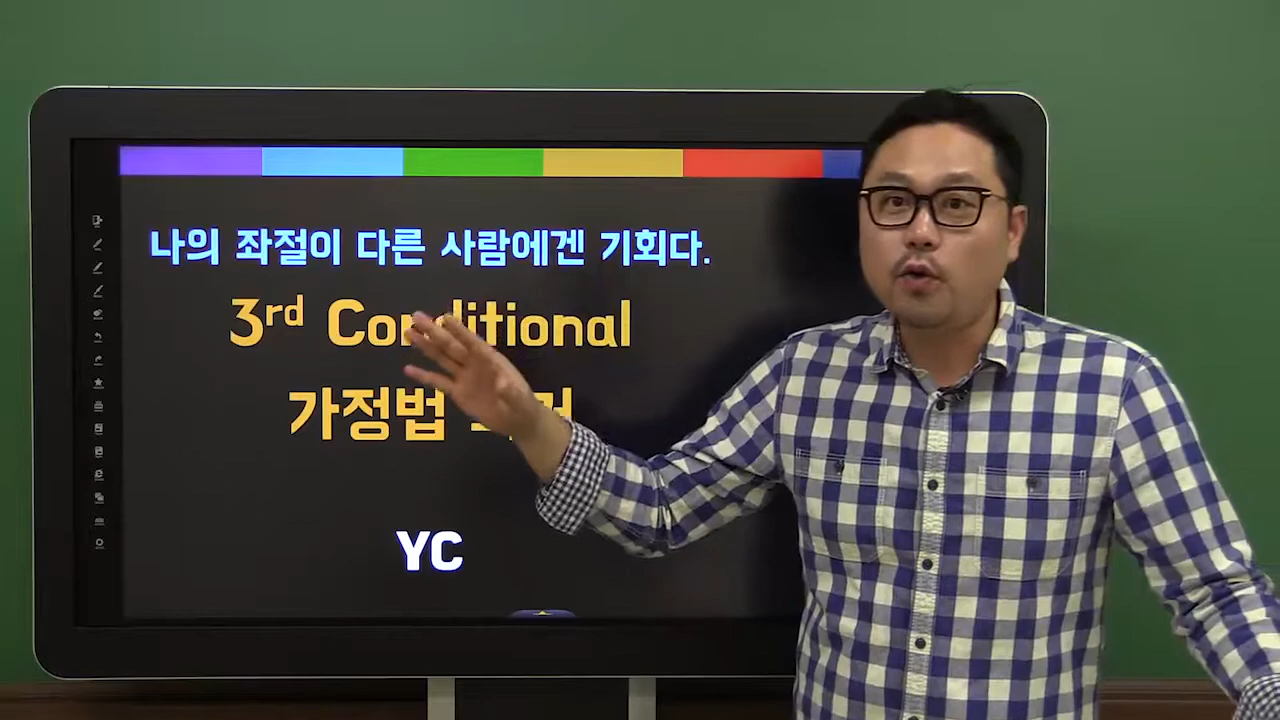 나의 좌절이 다른 사람에겐 기회다.
3rd Conditional
가정법
YC